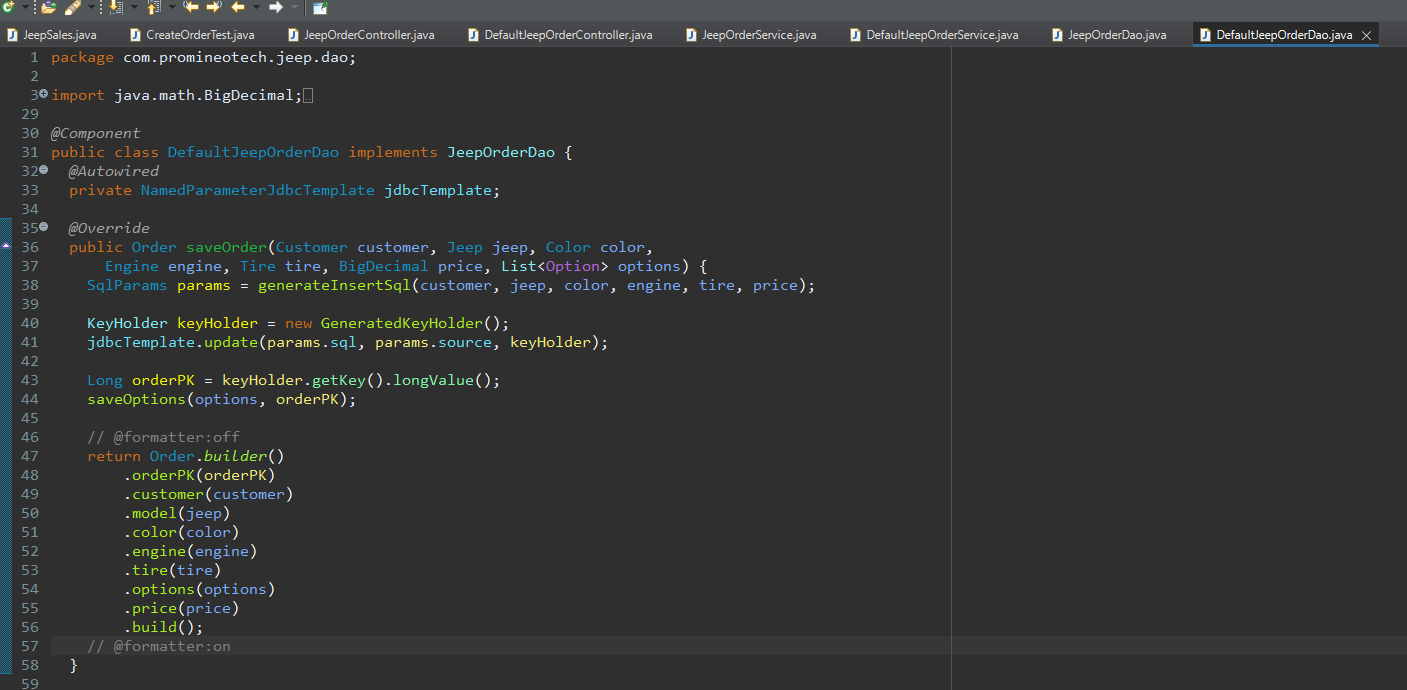 JeepSales.java CreateOrderTest.java JeepOrderController.java DefaultJeepOrderController.java JeepOrderService.java DefaultJeepOrderService.java JeepOrderDao.java DefaultJeepOrderDao.java
1 package com.promineotech.jeep.dao;
2
3 import java.math.BigDecimal;
29
30 @Component
31 public class DefaultJeepOrderDao implements JeepOrderDao {
32   @Autowired
33   private NamedParameterJdbcTemplate jdbcTemplate;
34
35   @Override
36   public Order saveOrder(Customer customer, Jeep jeep, Color color,
37       Engine engine, Tire tire, BigDecimal price, List<Option> options) {
38     SqlParams params = generateInsertSql(customer, jeep, color, engine, tire, price);
39
40     KeyHolder keyHolder = new GeneratedKeyHolder();
41     jdbcTemplate.update(params.sql, params.source, keyHolder);
42
43     Long orderPK = keyHolder.getKey().longValue();
44     saveOptions(options, orderPK);
45
46     // @formatter:off
47     return Order.builder()
48         .orderPK(orderPK)
49         .customer(customer)
50         .model(jeep)
51         .color(color)
52         .engine(engine)
53         .tire(tire)
54         .options(options)
55         .price(price)
56         .build();
57     // @formatter:on
58   }
59